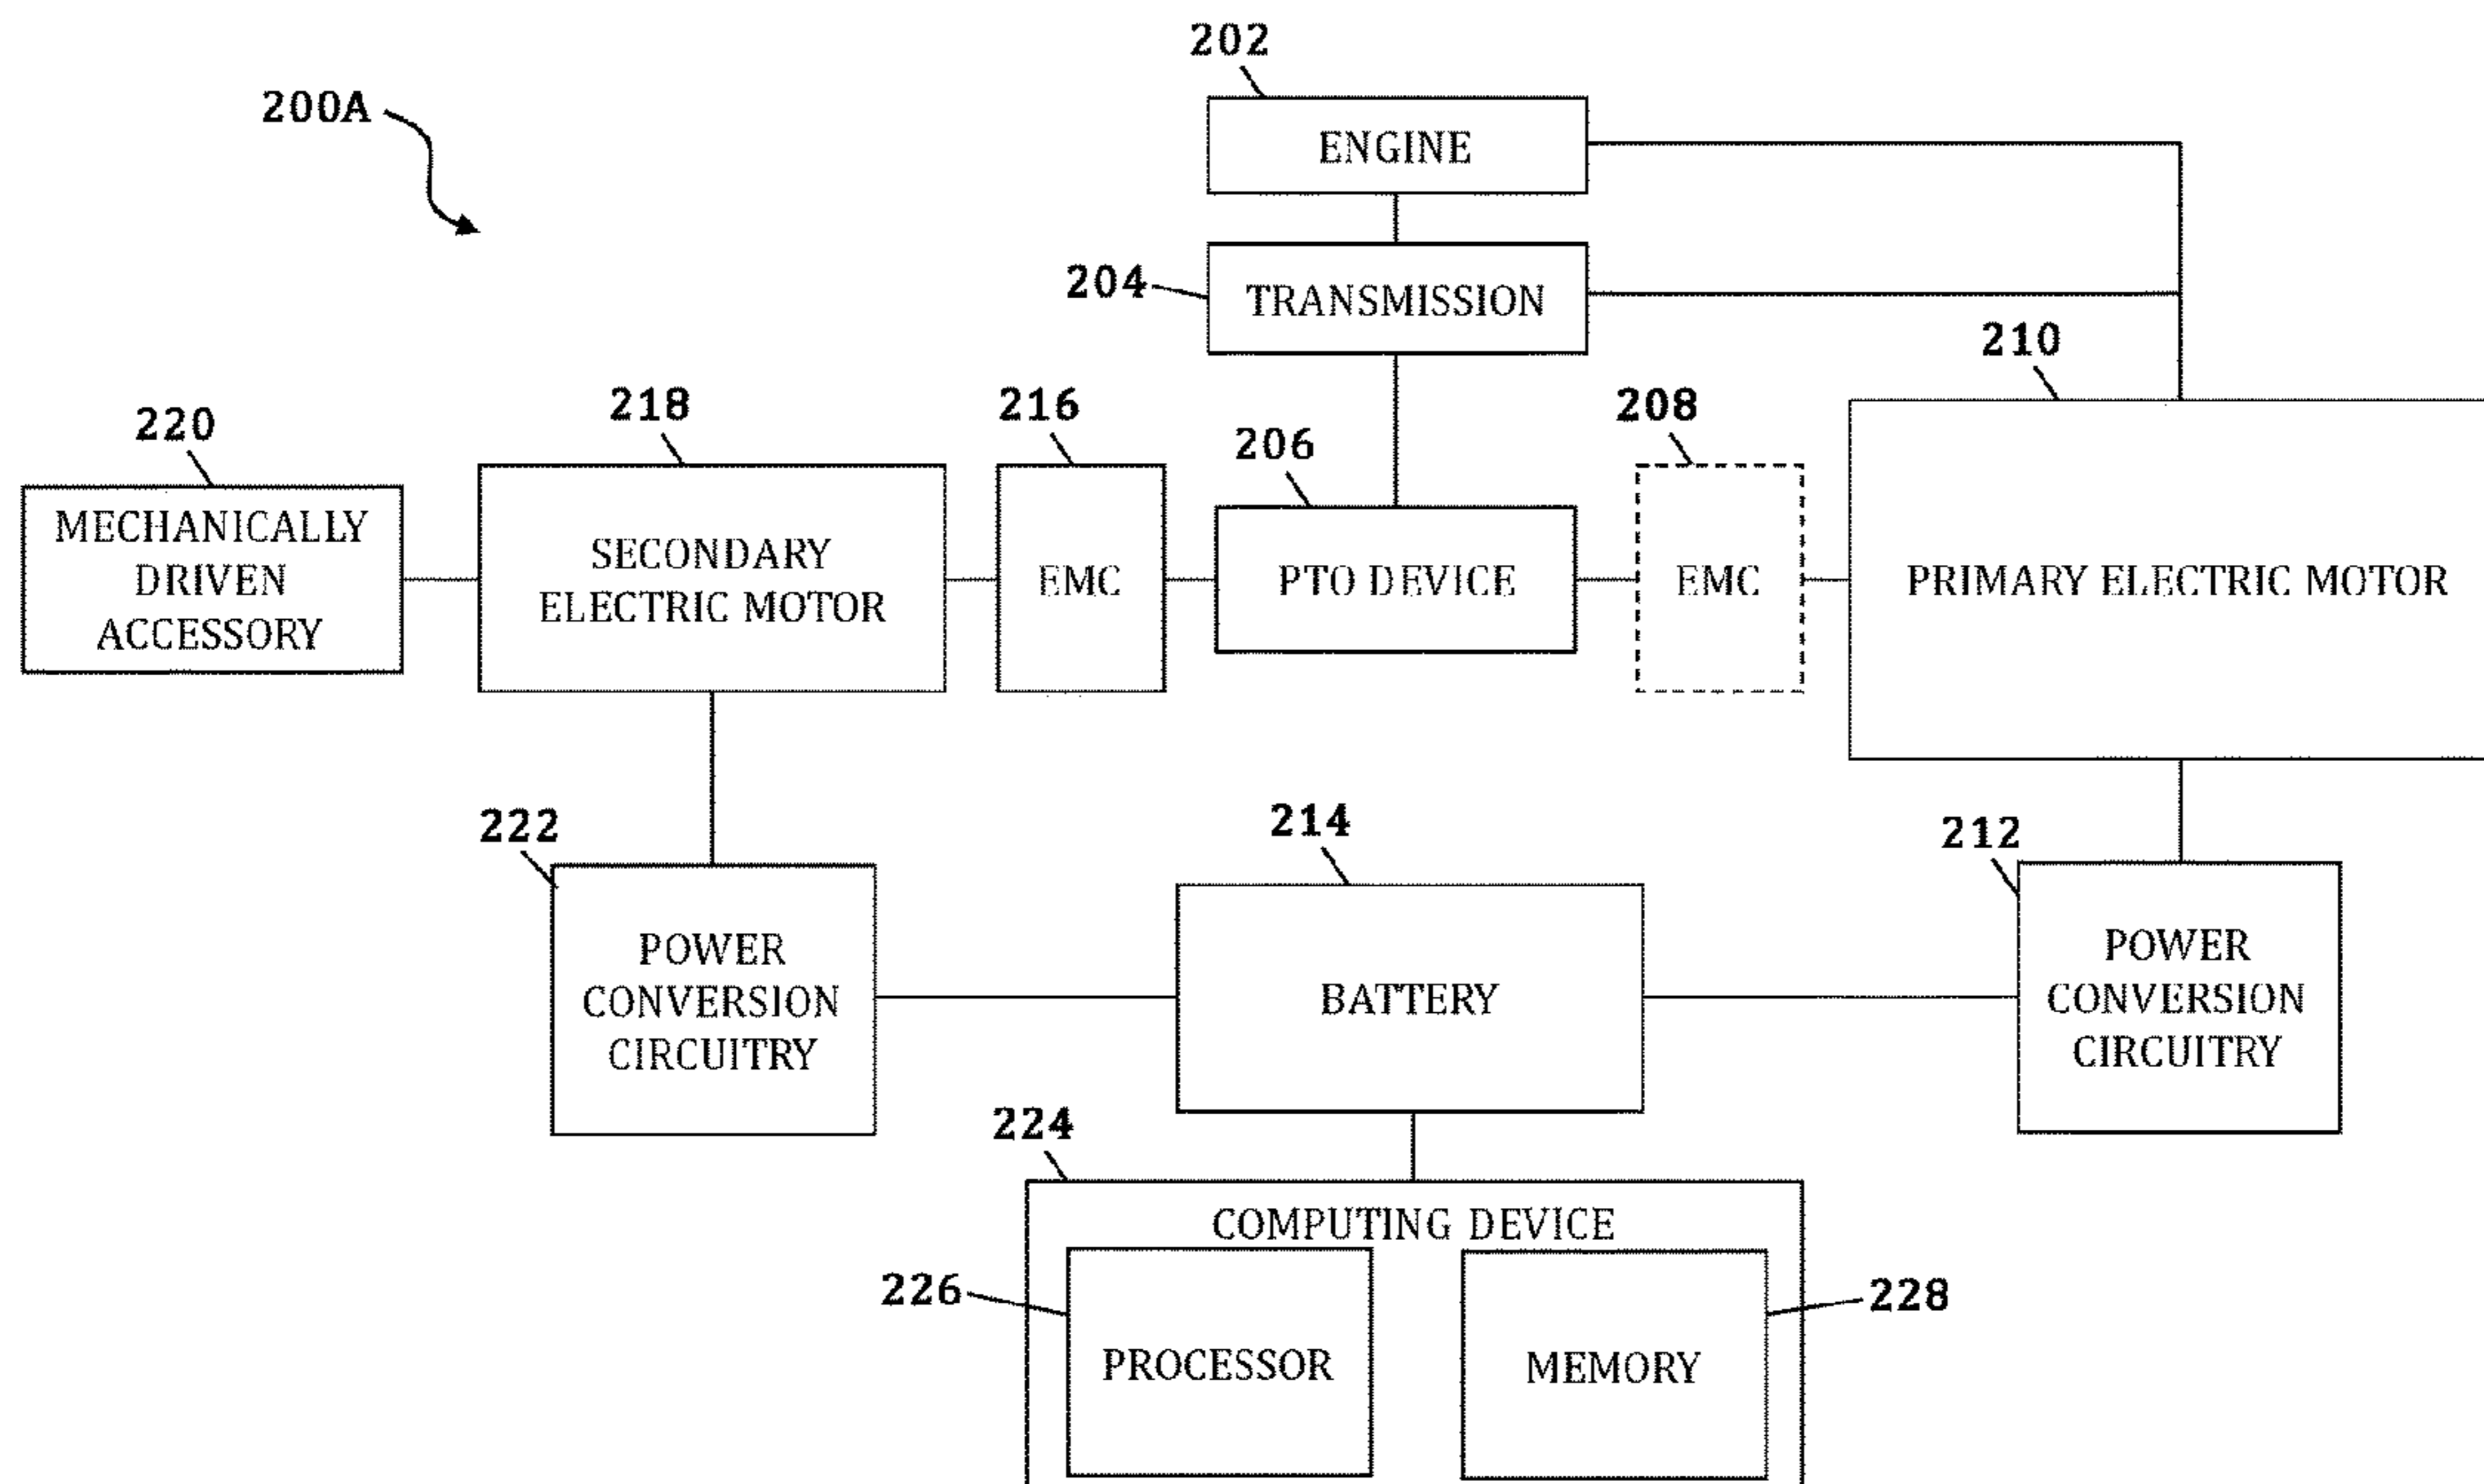 202
200A
ENGINE
204
TRANSMISSION
210
220
218
216
206
208
MECHANICALLY
DRIVEN
ACCESSORY
SECONDARY
ELECTRIC MOTOR
EMC
PTO DEVICE
EMC
PRIMARY ELECTRIC MOTOR
222
214
212
POWER
CONVERSION
CIRCUITRY
BATTERY
POWER
CONVERSION
CIRCUITRY
224
COMPUTING DEVICE
226
PROCESSOR
MEMORY
228